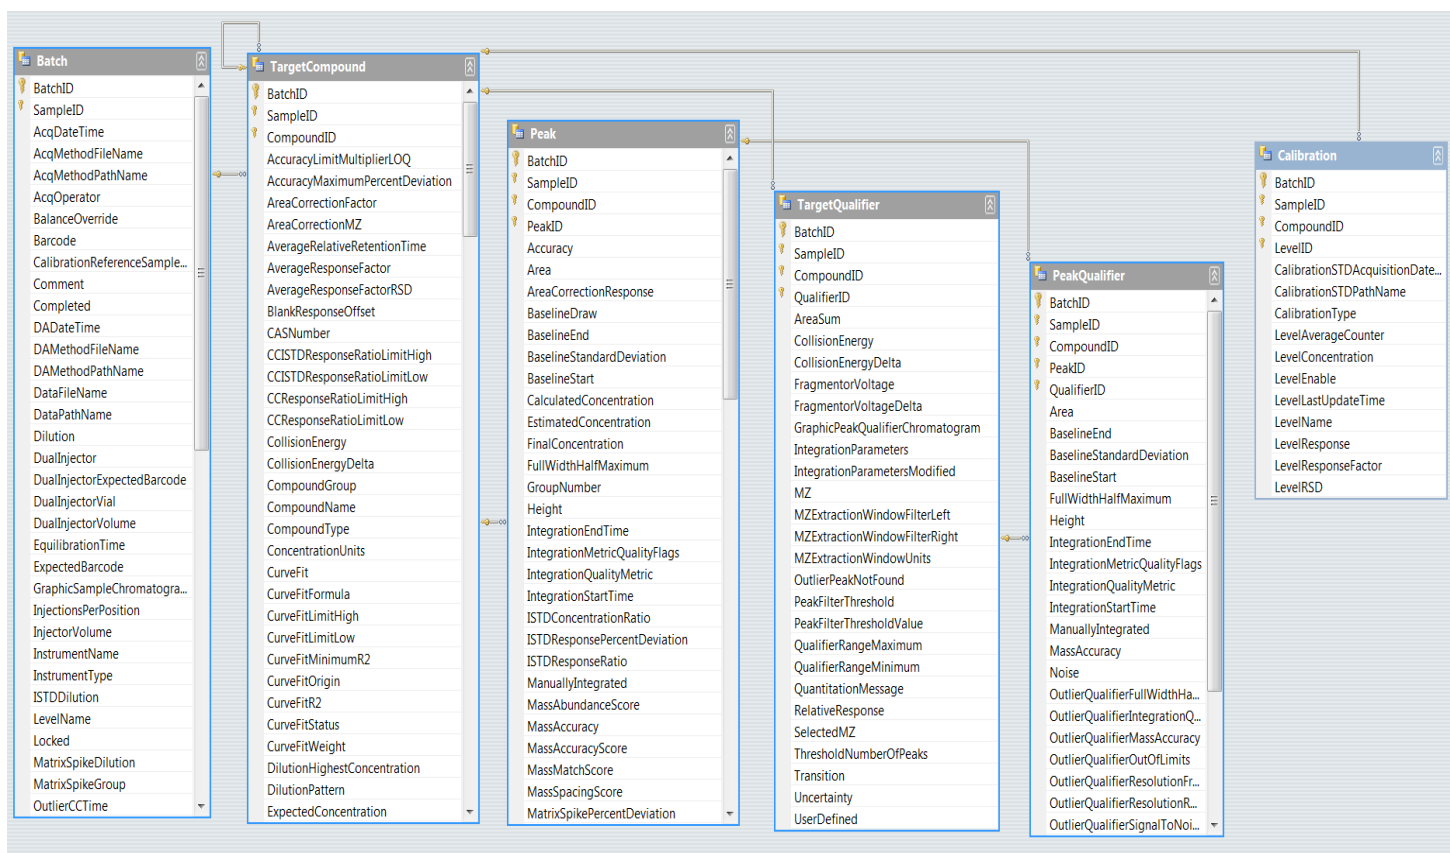 Batch
BatchID
SampleID
AcqDateTime
AcqMethodFileName
AcqMethodPathName
AcqOperator
BalanceOverride
Barcode
CalibrationReferenceSample...
Comment
Completed
DADateTime
DAMethodFileName
DAMethodPathName
DataFileName
DataPathName
Dilution
DualInjector
DualInjectorExpectedBarcode
DualInjectorVial
DualInjectorVolume
EquilibrationTime
ExpectedBarcode
GraphicSampleChromatogra...
InjectionsPerPosition
InjectorVolume
InstrumentName
InstrumentType
ISTDDilution
LevelName
Locked
MatrixSpikeDilution
MatrixSpikeGroup
OutlierCCTime
TargetCompound
BatchID
SampleID
CompoundID
AccuracyLimitMultiplierLOQ
AccuracyMaximumPercentDeviation
AreaCorrectionFactor
AreaCorrectionMZ
AverageRelativeRetentionTime
AverageResponseFactor
AverageResponseFactorRSD
BlankResponseOffset
CASNumber
CCISTDResponseRatioLimitHigh
CCISTDResponseRatioLimitLow
CCResponseRatioLimitHigh
CCResponseRatioLimitLow
CollisionEnergy
CollisionEnergyDelta
CompoundGroup
CompoundName
CompoundType
ConcentrationUnits
CurveFit
CurveFitFormula
CurveFitLimitHigh
CurveFitLimitLow
CurveFitMinimumR2
CurveFitOrigin
CurveFitR2
CurveFitStatus
CurveFitWeight
DilutionHighestConcentration
DilutionPattern
ExpectedConcentration
Peak
BatchID
SampleID
CompoundID
PeakID
Accuracy
Area
AreaCorrectionResponse
BaselineDraw
BaselineEnd
BaselineStandardDeviation
BaselineStart
CalculatedConcentration
EstimatedConcentration
FinalConcentration
FullWidthHalfMaximum
GroupNumber
Height
IntegrationEndTime
IntegrationMetricQualityFlags
IntegrationQualityMetric
IntegrationStartTime
ISTDConcentrationRatio
ISTDResponsePercentDeviation
ISTDResponseRatio
ManuallyIntegrated
MassAbundanceScore
MassAccuracy
MassAccuracyScore
MassMatchScore
MassSpacingScore
MatrixSpikePercentDeviation
TargetQualifier
BatchID
SampleID
CompoundID
QualifierID
AreaSum
CollisionEnergy
CollisionEnergyDelta
FragmentorVoltage
FragmentorVoltageDelta
GraphicPeakQualifierChromatogram
IntegrationParameters
IntegrationParametersModified
MZ
MZExtractionWindowFilterLeft
MZExtractionWindowFilterRight
MZExtractionWindowUnits
OutlierPeakNotFound
PeakFilterThreshold
PeakFilterThresholdValue
QualifierRangeMaximum
QualifierRangeMinimum
QuantitationMessage
RelativeResponse
SelectedMZ
ThresholdNumberOfPeaks
Transition
Uncertainty
UserDefined
PeakQualifier
BatchID
SampleID
CompoundID
PeakID
QualifierID
Area
BaselineEnd
BaselineStandardDeviation
BaselineStart
FullWidthHalfMaximum
Height
IntegrationEndTime
IntegrationMetricQualityFlags
IntegrationQualityMetric
IntegrationStartTime
ManuallyIntegrated
MassAccuracy
Noise
OutlierQualifierFullWidthHa...
OutlierQualifierIntegrationQ...
OutlierQualifierMassAccuracy
OutlierQualifierOutOfLimits
OutlierQualifierResolutionFr...
OutlierQualifierResolutionR...
OutlierQualifierSignalToNoi...
Calibration
BatchID
SampleID
CompoundID
LevelID
CalibrationSTDAcquisitionDate...
CalibrationSTDPathName
CalibrationType
LevelAverageCounter
LevelConcentration
LevelEnable
LevelLastUpdateTime
LevelName
LevelResponse
LevelResponseFactor
LevelRSD